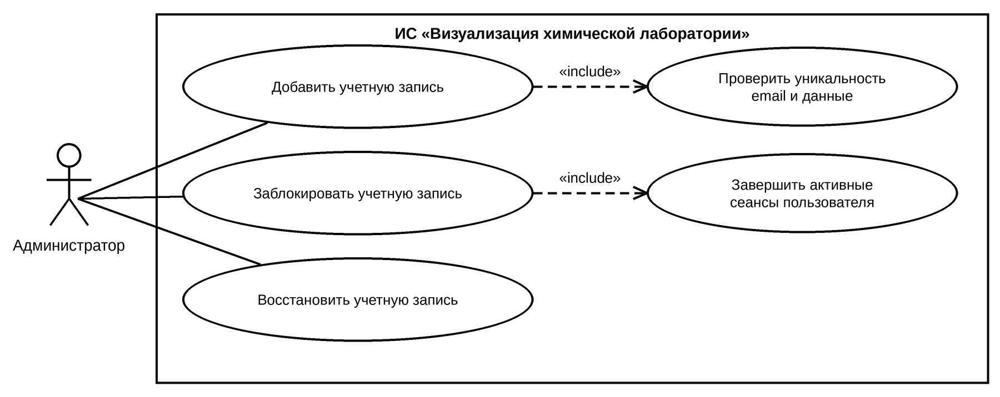 ИС «Визуализация химической лаборатории»
Добавить учетную запись
«include»
Проверить уникальность
email и данные
Заблокировать учетную запись
«include»
Завершить активные
сеансы пользователя
Администратор
Восстановить учетную запись